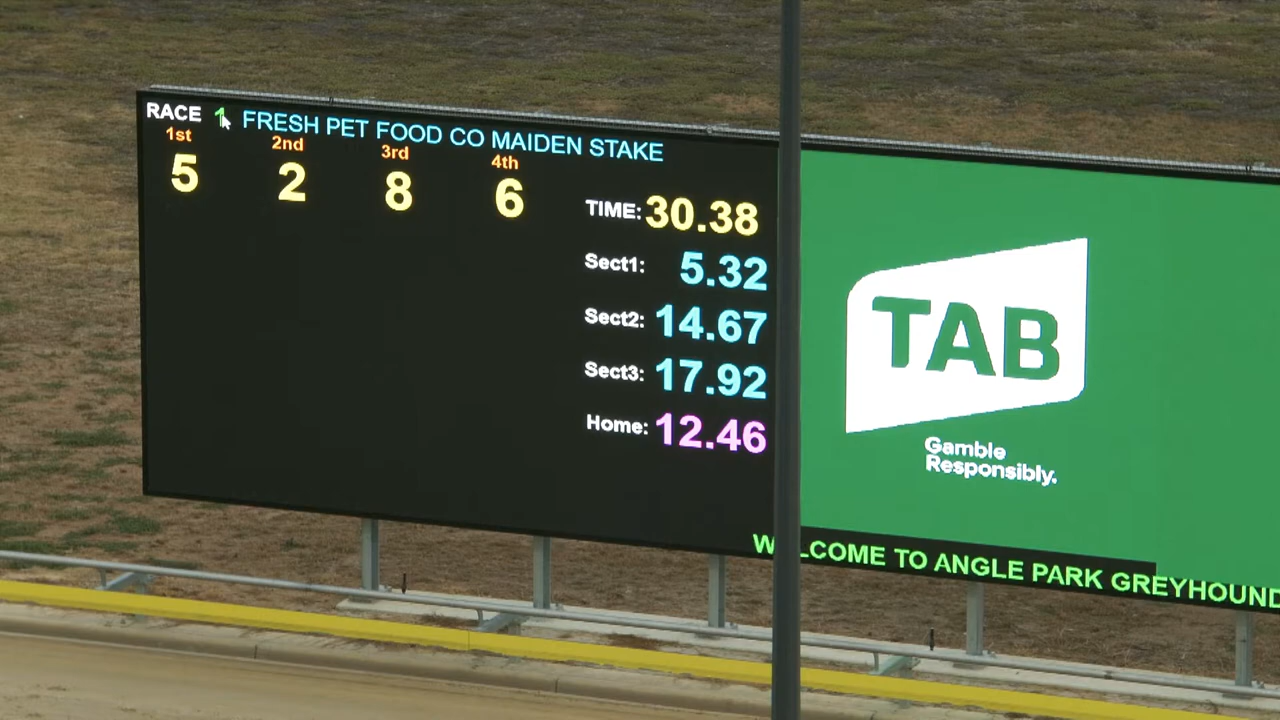 RACE 1 FRESH PET FOOD CO MAIDEN STAKE
1st 2nd 3rd 4th
5 2 8 6
TIME: 30.38
Sect1: 5.32
Sect2: 14.67
Sect3: 17.92
Home: 12.46
TAB
Gamble
Responsibly.
WELCOME TO ANGLE PARK GREYHOUND